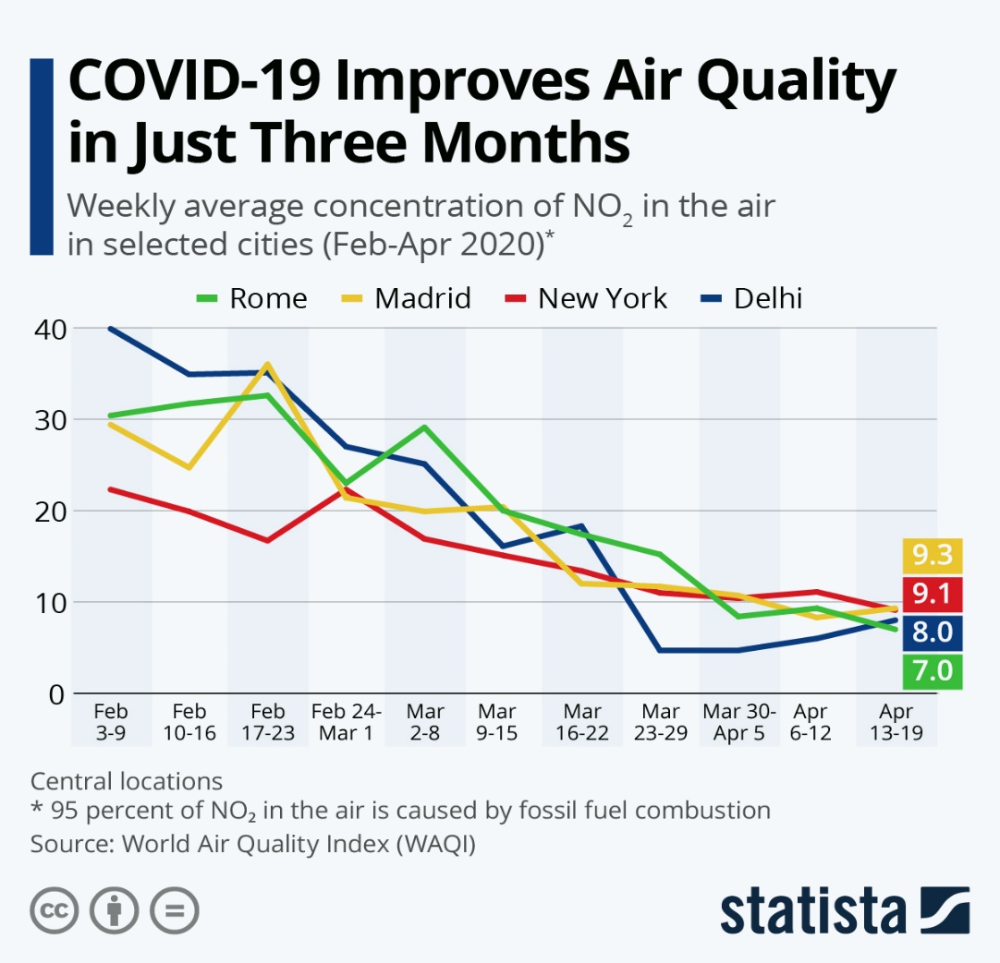 COVID-19 Improves Air Quality
in Just Three Months
Weekly average concentration of NO₂ in the air
in selected cities (Feb-Apr 2020)*
Rome Madrid New York Delhi
40
30
20
10
0
9.3
9.1
8.0
7.0
Feb 3-9
Feb 10-16
Feb 17-23
Feb 24-Mar 1
Mar 2-8
Mar 9-15
Mar 16-22
Mar 23-29
Mar 30-Apr 5
Apr 6-12
Apr 13-19
Central locations
* 95 percent of NO₂ in the air is caused by fossil fuel combustion
Source: World Air Quality Index (WAQI)
cc
statista